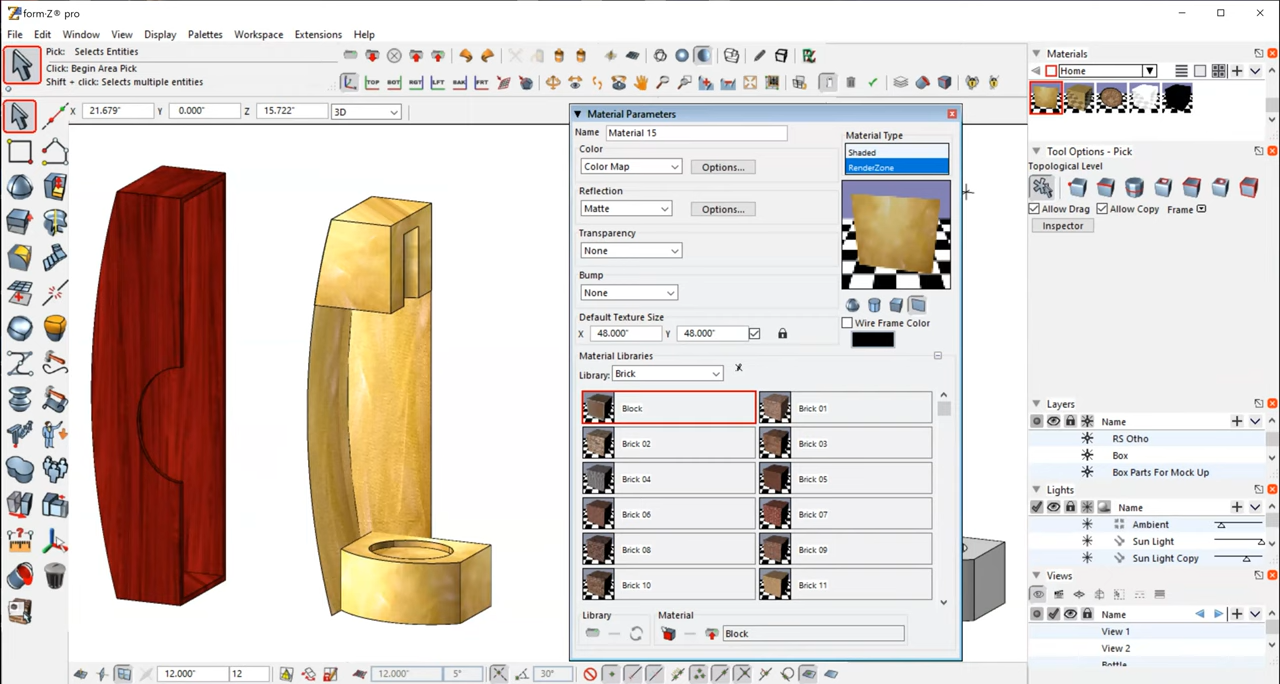 form·Z® pro
File Edit Window View Display Palettes Workspace Extensions Help
Pick: Selects Entities
Click: Begin Area Pick
Shift + click: Selects multiple entities
TOP BOT RGT LFT BAK FRT
X 21.679" Y 0.000" Z 15.722" 3D
Material Parameters
Name Material 15
Color
Color Map Options...
Reflection
Matte Options...
Transparency
None
Bump
None
Default Texture Size
X 48.000" Y 48.000"
Material Type
Shaded
RenderZone
Wire Frame Color
Material Libraries
Library: Brick
Block Brick 01
Brick 02 Brick 03
Brick 04 Brick 05
Brick 06 Brick 07
Brick 08 Brick 09
Brick 10 Brick 11
Library Material
Block
Materials
Home
Tool Options - Pick
Topological Level
Allow Drag Allow Copy Frame
Inspector
Layers
Name
RS Otho
Box
Box Parts For Mock Up
Lights
Name
Ambient
Sun Light
Sun Light Copy
Views
Name
View 1
View 2
12.000" 12 12.000" 5° 30°